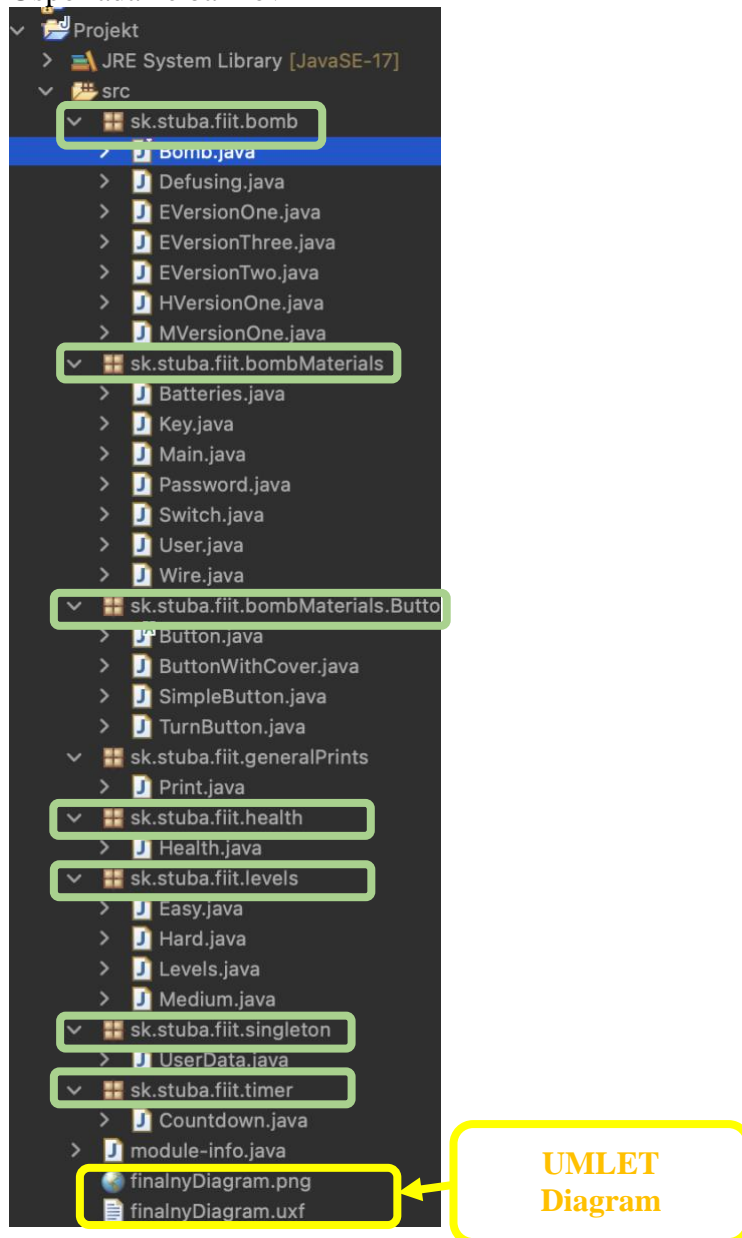 Projekt
JRE System Library [JavaSE-17]
src
sk.stuba.fiit.bomb
Bomb.java
Defusing.java
EVersionOne.java
EVersionThree.java
EVersionTwo.java
HVersionOne.java
MVersionOne.java
sk.stuba.fiit.bombMaterials
Batteries.java
Key.java
Main.java
Password.java
Switch.java
User.java
Wire.java
sk.stuba.fiit.bombMaterials.Butto
Button.java
ButtonWithCover.java
SimpleButton.java
TurnButton.java
sk.stuba.fiit.generalPrints
Print.java
sk.stuba.fiit.health
Health.java
sk.stuba.fiit.levels
Easy.java
Hard.java
Levels.java
Medium.java
sk.stuba.fiit.singleton
UserData.java
sk.stuba.fiit.timer
Countdown.java
module-info.java
finalnyDiagram.png
finalnyDiagram.uxf
UMLET
Diagram